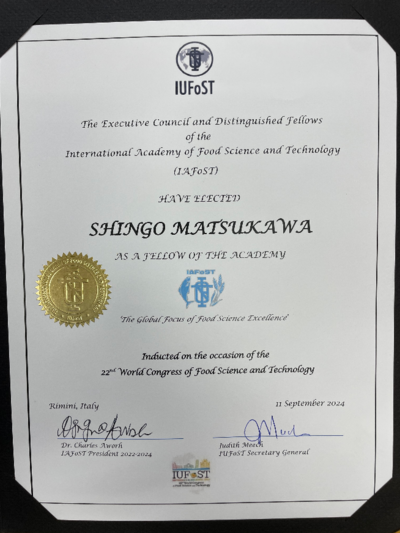 IUFoST
The Executive Council and Distinguished Fellows
of the
International Academy of Food Science and Technology
(IAFoST)
HAVE ELECTED
SHINGO MATSUKAWA
AS A FELLOW OF THE ACADEMY
IAFoST
"The Global Focus of Food Science Excellence"
Inducted on the occasion of the
22nd World Congress of Food Science and Technology
Rimini, Italy
11 September 2024
Dr. Charles Aworh
IAFoST President 2022-2024
Judith Meech
IUFoST Secretary General
IUFoST